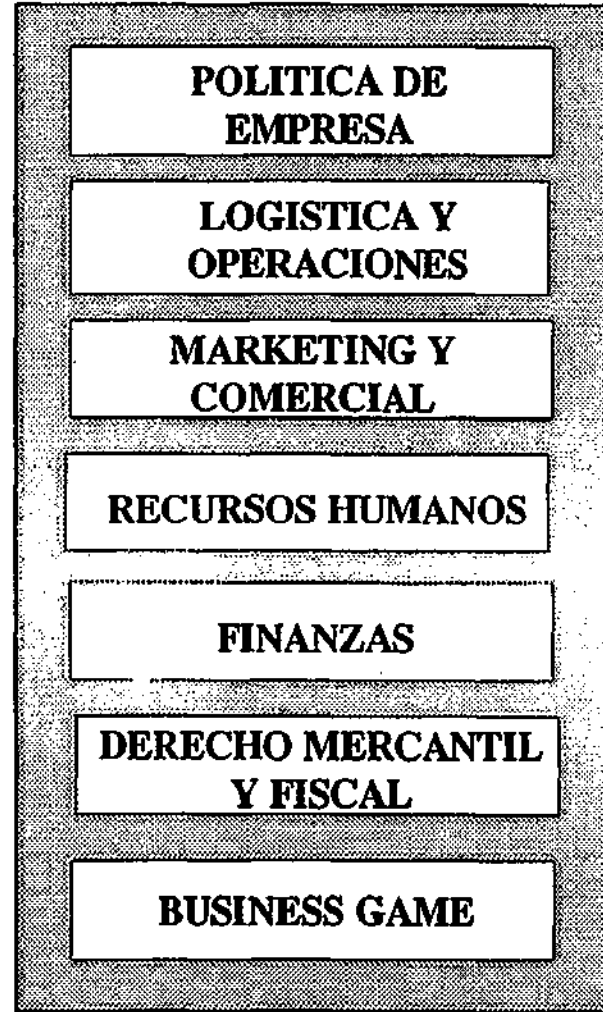 POLITICA DE
EMPRESA
LOGISTICA Y
OPERACIONES
MARKETING Y
COMERCIAL
RECURSOS HUMANOS
FINANZAS
DERECHO MERCANTIL
Y FISCAL
BUSINESS GAME